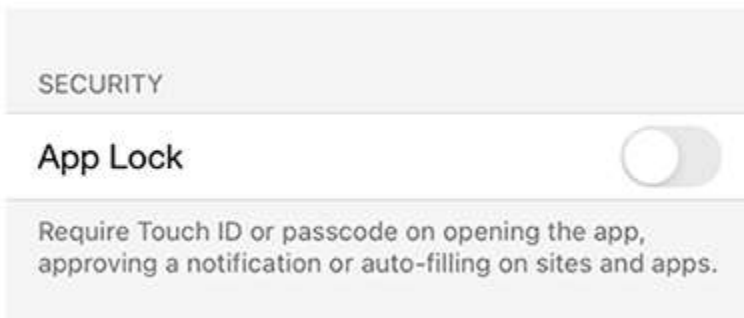 SECURITY
App Lock
Require Touch ID or passcode on opening the app,
approving a notification or auto-filling on sites and apps.